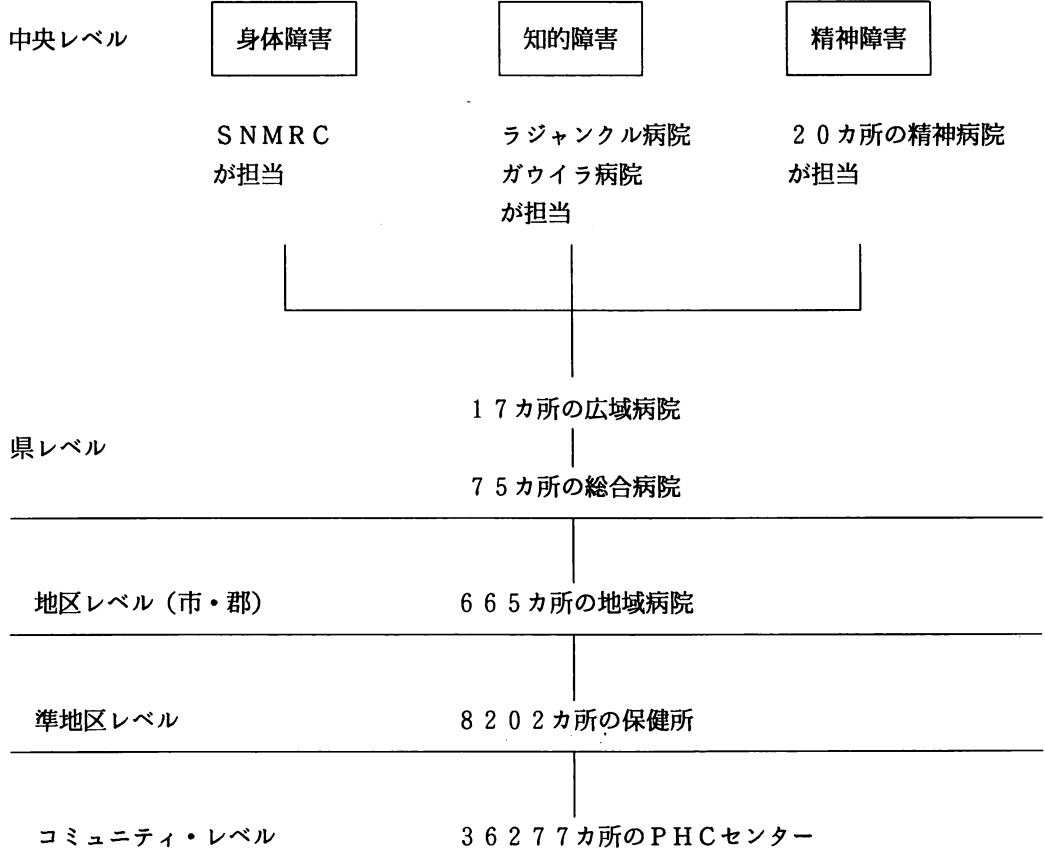 中央レベル 身体障害 知的障害 精神障害
SNMRC ラジャンクル病院 20カ所の精神病院
が担当 ガウイラ病院 が担当
が担当
17カ所の広域病院
県レベル
75カ所の総合病院
地区レベル(市・郡) 665カ所の地域病院
準地区レベル 8202カ所の保健所
コミュニティ・レベル 36277カ所のPHCセンター